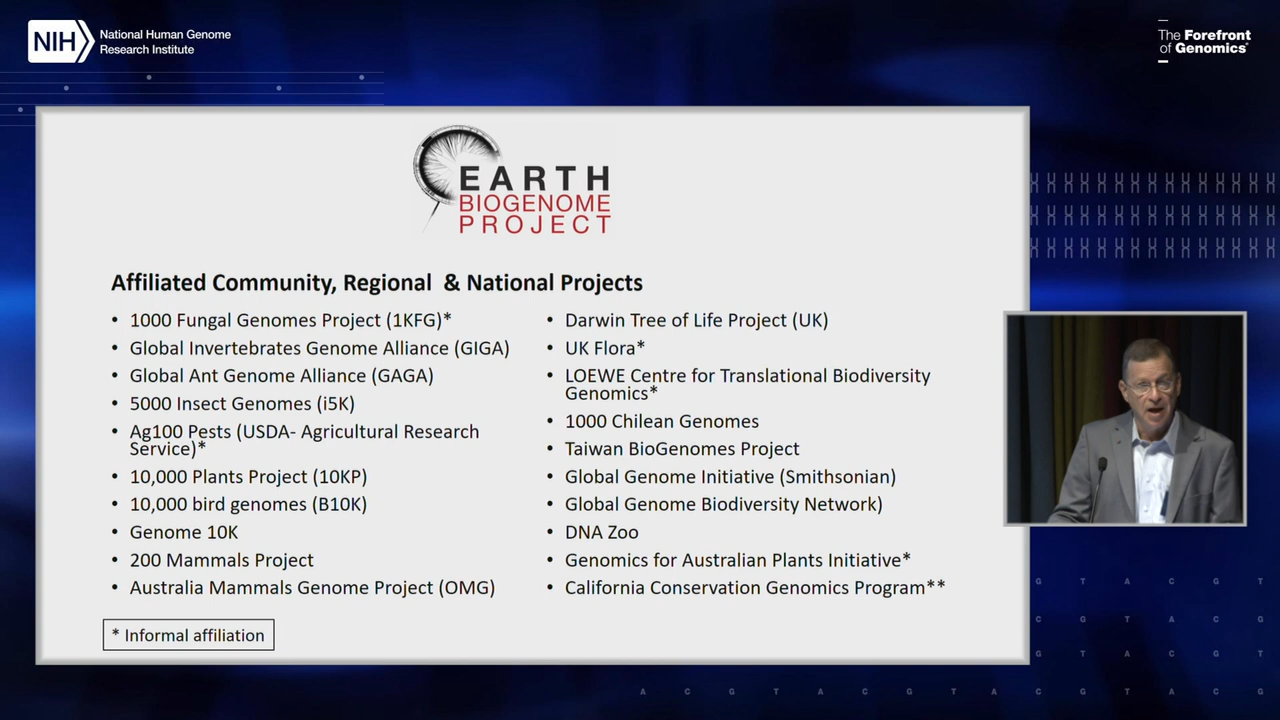 NIH
National Human Genome
Research Institute
The Forefront
of Genomics®
EARTH
BIOGENOME
PROJECT
Affiliated Community, Regional & National Projects
• 1000 Fungal Genomes Project (1KFG)*
• Global Invertebrates Genome Alliance (GIGA)
• Global Ant Genome Alliance (GAGA)
• 5000 Insect Genomes (i5K)
• Ag100 Pests (USDA- Agricultural Research
Service)*
• 10,000 Plants Project (10KP)
• 10,000 bird genomes (B10K)
• Genome 10K
• 200 Mammals Project
• Australia Mammals Genome Project (OMG)
• Darwin Tree of Life Project (UK)
• UK Flora*
• LOEWE Centre for Translational Biodiversity
Genomics*
• 1000 Chilean Genomes
• Taiwan BioGenomes Project
• Global Genome Initiative (Smithsonian)
• Global Genome Biodiversity Network)
• DNA Zoo
• Genomics for Australian Plants Initiative*
• California Conservation Genomics Program**
* Informal affiliation
G T A C G T
C G T A C G
G T A C G T
A C G T A C G T A C G T A C G